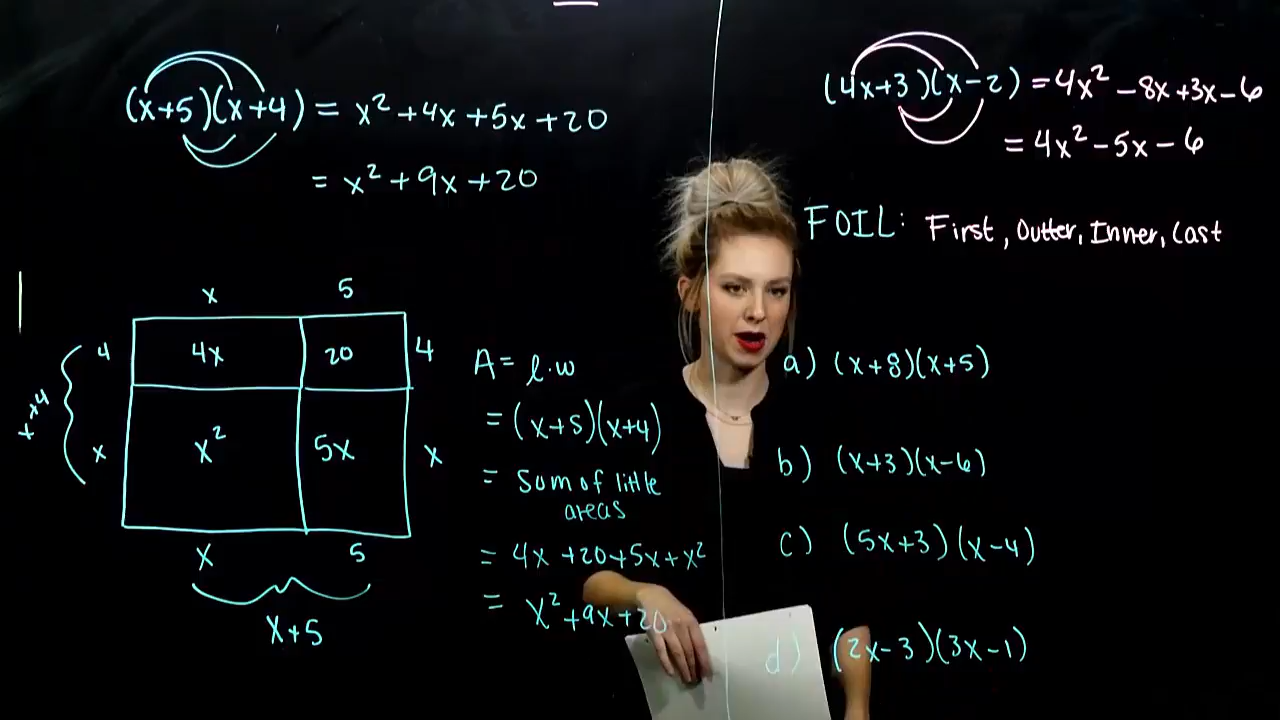 (x+5)(x+4) = x² +4x +5x +20
= x² + 9x +20
x 5
4 4x 20 4
x+4
x x² 5x x
x 5
x+5
A = l·w
= (x+5)(x+4)
= Sum of little
areas
= 4x +20+5x+x²
= x²+9x+20
(4x+3)(x-2) = 4x² -8x +3x -6
= 4x² -5x -6
FOIL: First, Outter, Inner, Last
a) (x+8)(x+5)
b) (x+3)(x-6)
c) (5x+3)(x-4)
d) (2x-3)(3x-1)